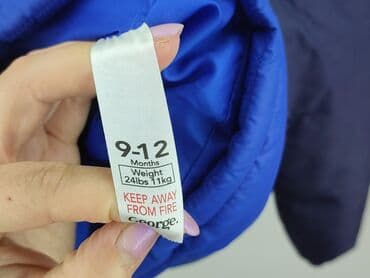 9-12
Months
Weight
24lbs 11kg
KEEP AWAY
FROM FIRE
George.